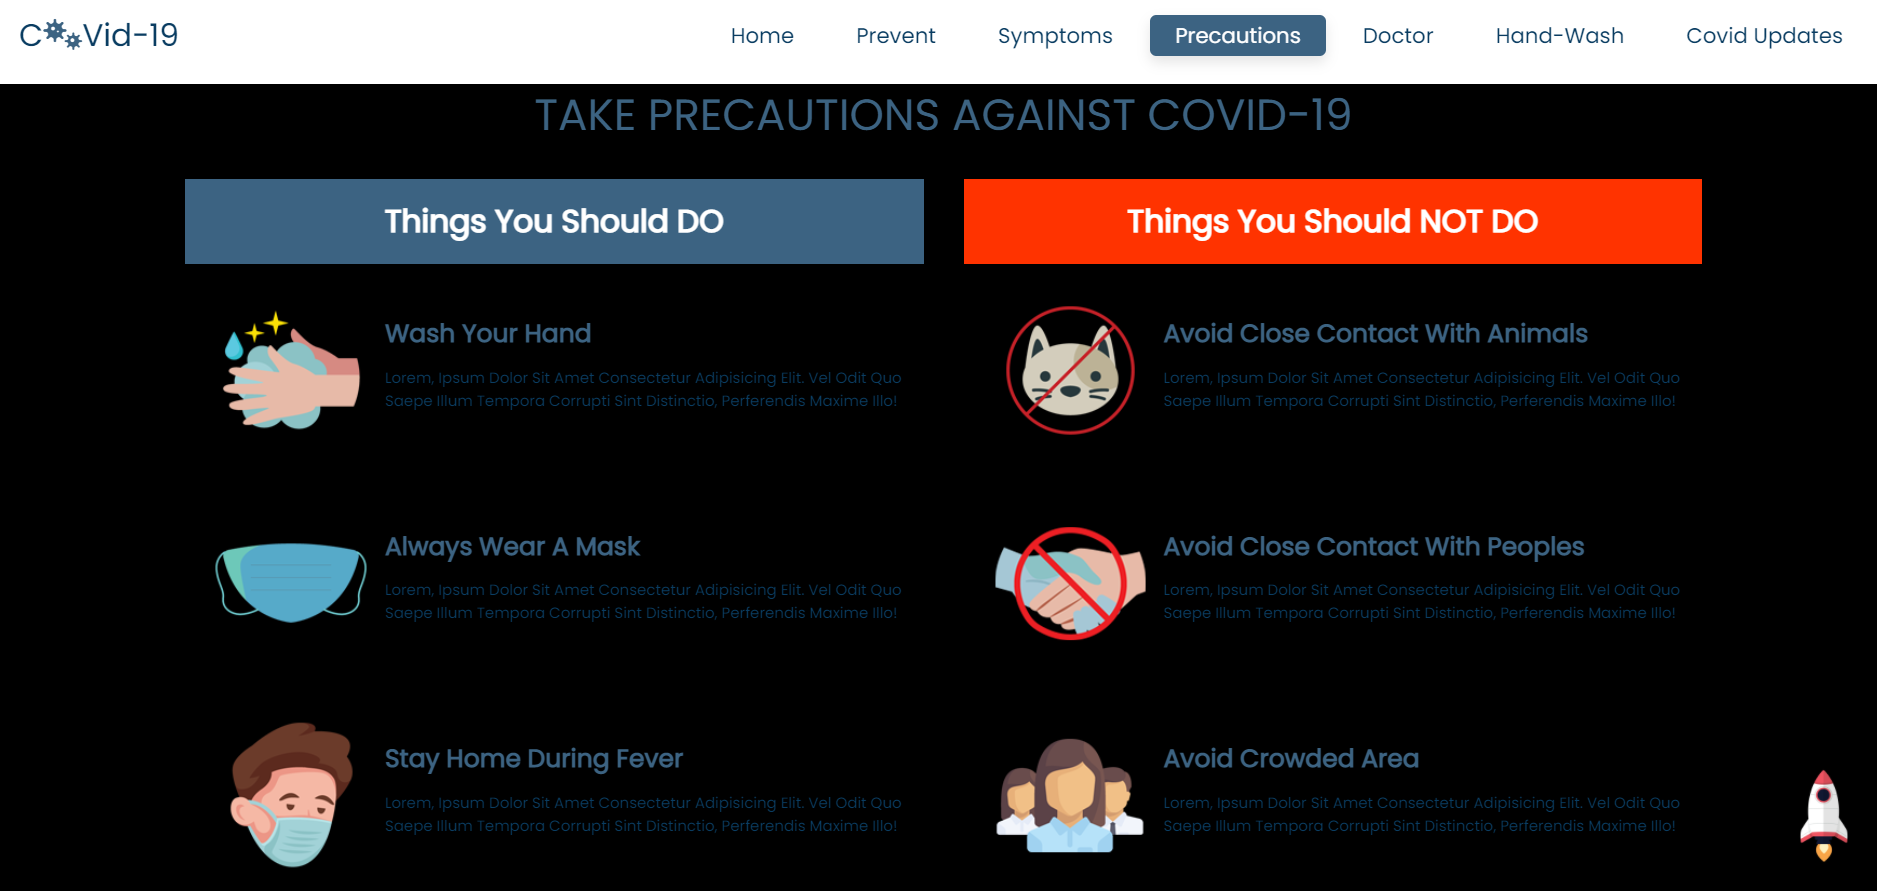 C Vid-19
Home Prevent Symptoms Precautions Doctor Hand-Wash Covid Updates
TAKE PRECAUTIONS AGAINST COVID-19
Things You Should DO
Wash Your Hand
Lorem, Ipsum Dolor Sit Amet Consectetur Adipisicing Elit. Vel Odit Quo
Saepe Illum Tempora Corrupti Sint Distinctio, Perferendis Maxime Illo!
Always Wear A Mask
Lorem, Ipsum Dolor Sit Amet Consectetur Adipisicing Elit. Vel Odit Quo
Saepe Illum Tempora Corrupti Sint Distinctio, Perferendis Maxime Illo!
Stay Home During Fever
Lorem, Ipsum Dolor Sit Amet Consectetur Adipisicing Elit. Vel Odit Quo
Saepe Illum Tempora Corrupti Sint Distinctio, Perferendis Maxime Illo!
Things You Should NOT DO
Avoid Close Contact With Animals
Lorem, Ipsum Dolor Sit Amet Consectetur Adipisicing Elit. Vel Odit Quo
Saepe Illum Tempora Corrupti Sint Distinctio, Perferendis Maxime Illo!
Avoid Close Contact With Peoples
Lorem, Ipsum Dolor Sit Amet Consectetur Adipisicing Elit. Vel Odit Quo
Saepe Illum Tempora Corrupti Sint Distinctio, Perferendis Maxime Illo!
Avoid Crowded Area
Lorem, Ipsum Dolor Sit Amet Consectetur Adipisicing Elit. Vel Odit Quo
Saepe Illum Tempora Corrupti Sint Distinctio, Perferendis Maxime Illo!